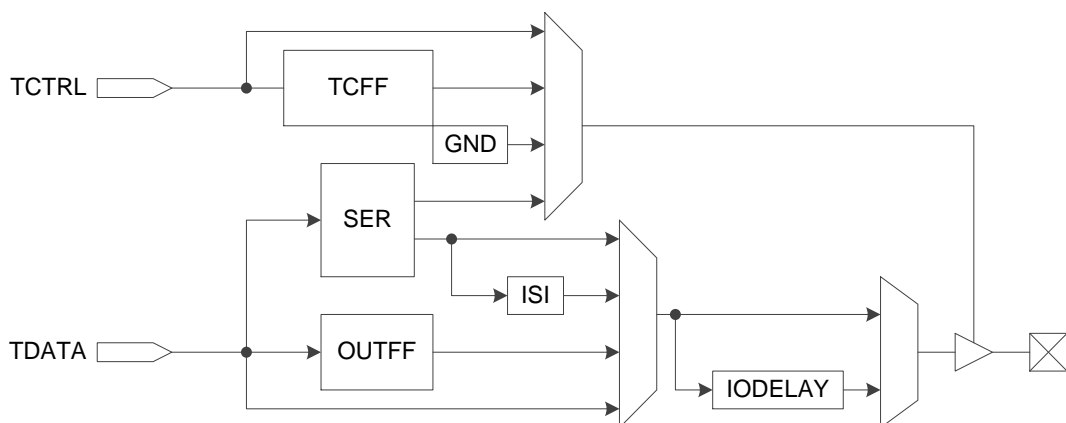 TCTRL
TCFF
GND
SER
ISI
TDATA
OUTFF
IODELAY